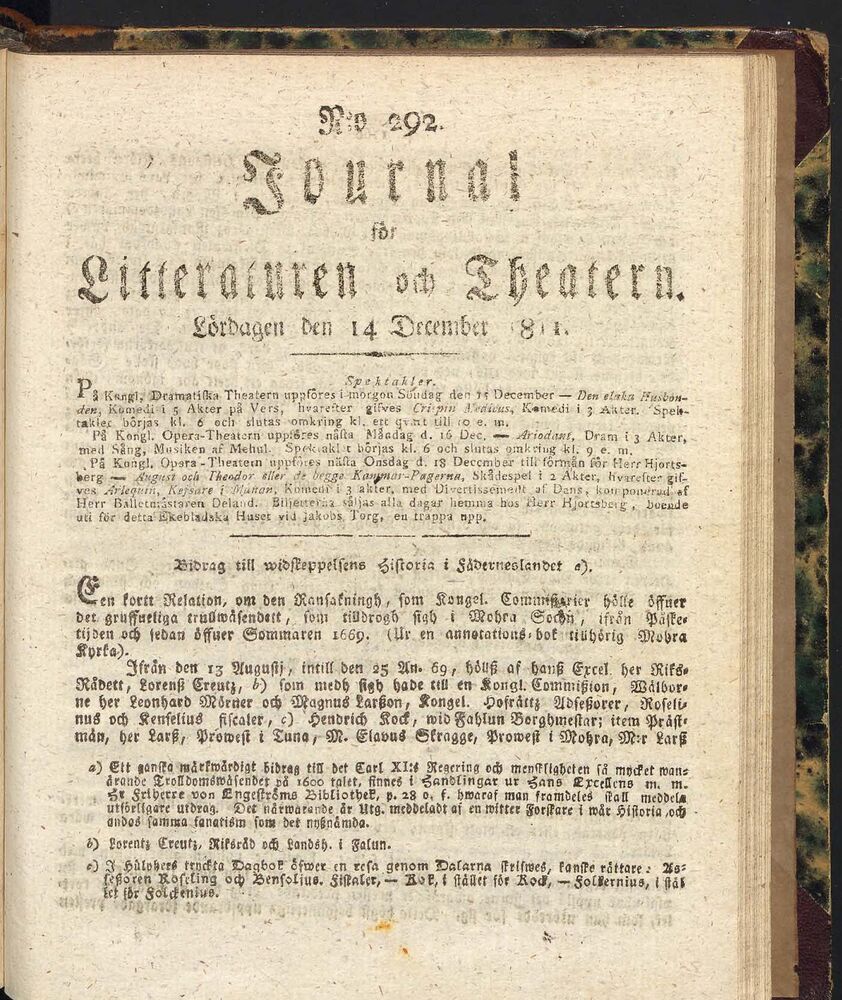 N:o 292.
Journal
för
Litteraturen och Theatern.
Lördagen den 14 December 1811.
Spektakler.
På Kongl. Dramatiska Theatern uppföres i morgon Söndag den 15 December — Den elaka Husbon-
den, Komedi i 5 Akter på Vers, hvarefter gifves Crispin Medicus, Komedi i 3 Akter. Spek-
taklet börjas kl. 6 och slutas omkring kl. ett qvart till 10 e. m.
På Kongl. Opera-Theatern uppföres nästa Måndag d. 16 Dec. — Ariodant, Dram i 3 Akter,
med Sång, Musiken af Mehul. Spektaklet börjas kl. 6 och slutas omkring kl. 9 e. m.
På Kongl. Opera-Theatern uppföres nästa Onsdag d. 18 December till förmån för Herr Hjorts-
berg — August och Theodor eller de begge Kammar-Pagerna, Skådespel i 2 Akter, hvarefter gif-
ves Arlequin, Kejsare i Månan, Komedi i 3 akter, med Divertissement af Dans, komponerad af
Herr Balletmästaren Deland. Biljetterna säljas alla dagar hemma hos Herr Hjortsberg, boende
uti för detta Ekebladska Huset vid Jakobs Torg, en trappa upp.
Bidrag till widskeppelsens Historia i Fäderneslandet a).
Een kortt Relation, om den Ransakningh, som Kongel. Commißarier hölle öffuer
det gruffueliga trullwäsendett, som tilldrogh sigh i Mohra Sochn, ifrån Påske-
tijden och sedan öffuer Sommaren 1669. (Ur en annotations-bok tillhörig Mohra
Kyrka).
Ifrån den 13 Augustj, intill den 25 An. 69, hölls af hanß Excel. her Riks-
Rådett, Lorenß Creutz, b) som medh sigh hade till en Kongl. Commißion, Wälbor-
ne her Leonhard Mörner och Magnus Larßon, Kongel. Hofrättz Adseßorer, Roseli-
nus och Kenselius fiscaler, c) Hendrich Kock, wid Fahlun Borghmestar; item Präst-
män, her Larß, Prowest i Tuna, M. Elavus Skragge, Prowest i Mohra, M:r Larß
a) Ett ganska märkwärdigt bidrag till det Carl XI:s Regering och menskligheten så mycket wan-
ärande Trolldomswäsendet på 1600 talet, finnes i Handlingar ur Hans Excellens m. m.
Hr Friherre von Engeströms Bibliothek, p. 28 o. f. hwaraf man framdeles skall meddela
utförligare utdrag. Det närwarande är Utg. meddeladt af en witter Forskare i wår Historia, och
andas samma fanatism som det nyßnämda.
b) Lorentz Creutz, Riksråd och Landsh. i Falun.
c) I Hülphers tryckta Dagbok öfwer en resa genom Dalarna skrifwes, kanske rättare: As-
seßoren Roseling och Bensoljus. Fiskaler, — Kok, i stället för Kock, — Folkernius, i stäl
let för Folckenius.